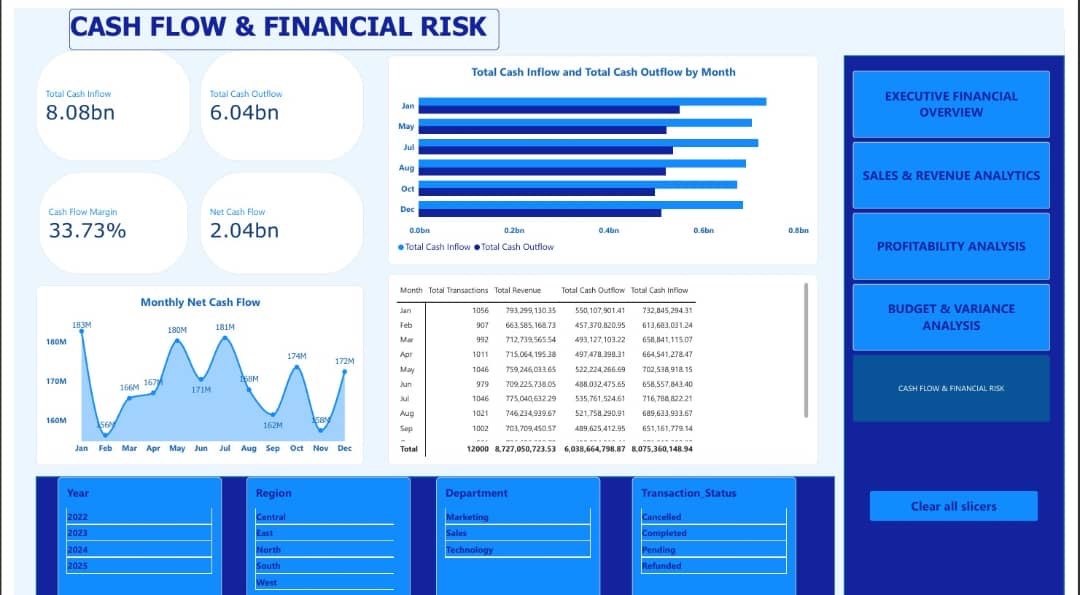 CASH FLOW & FINANCIAL RISK
Total Cash Inflow
8.08bn
Total Cash Outflow
6.04bn
Cash Flow Margin
33.73%
Net Cash Flow
2.04bn
Total Cash Inflow and Total Cash Outflow by Month
Jan
May
Jul
Aug
Oct
Dec
0.0bn 0.2bn 0.4bn 0.6bn 0.8bn
Total Cash Inflow Total Cash Outflow
Monthly Net Cash Flow
180M
170M
160M
183M
156M
166M
167M
180M
171M
181M
168M
162M
174M
158M
172M
Jan Feb Mar Apr May Jun Jul Aug Sep Oct Nov Dec
Month Total Transactions Total Revenue Total Cash Outflow Total Cash Inflow
Jan 1056 793,299,130.35 550,107,901.41 732,845,294.31
Feb 907 663,585,168.73 457,370,820.95 613,683,031.24
Mar 992 712,739,565.54 493,127,103.22 658,841,115.07
Apr 1011 715,064,195.38 497,478,398.31 664,541,278.47
May 1046 759,246,033.65 522,224,266.69 702,538,918.15
Jun 979 709,225,738.05 488,032,475.65 658,557,843.40
Jul 1046 775,040,632.29 535,761,524.61 716,788,822.21
Aug 1021 746,234,939.67 521,758,290.91 689,633,933.67
Sep 1002 703,709,450.57 489,625,412.95 651,161,779.14
Total 12000 8,727,050,723.53 6,038,664,798.87 8,075,360,148.94
EXECUTIVE FINANCIAL
OVERVIEW
SALES & REVENUE ANALYTICS
PROFITABILITY ANALYSIS
BUDGET & VARIANCE
ANALYSIS
CASH FLOW & FINANCIAL RISK
Clear all slicers
Year
2022
2023
2024
2025
Region
Central
East
North
South
West
Department
Marketing
Sales
Technology
Transaction_Status
Cancelled
Completed
Pending
Refunded